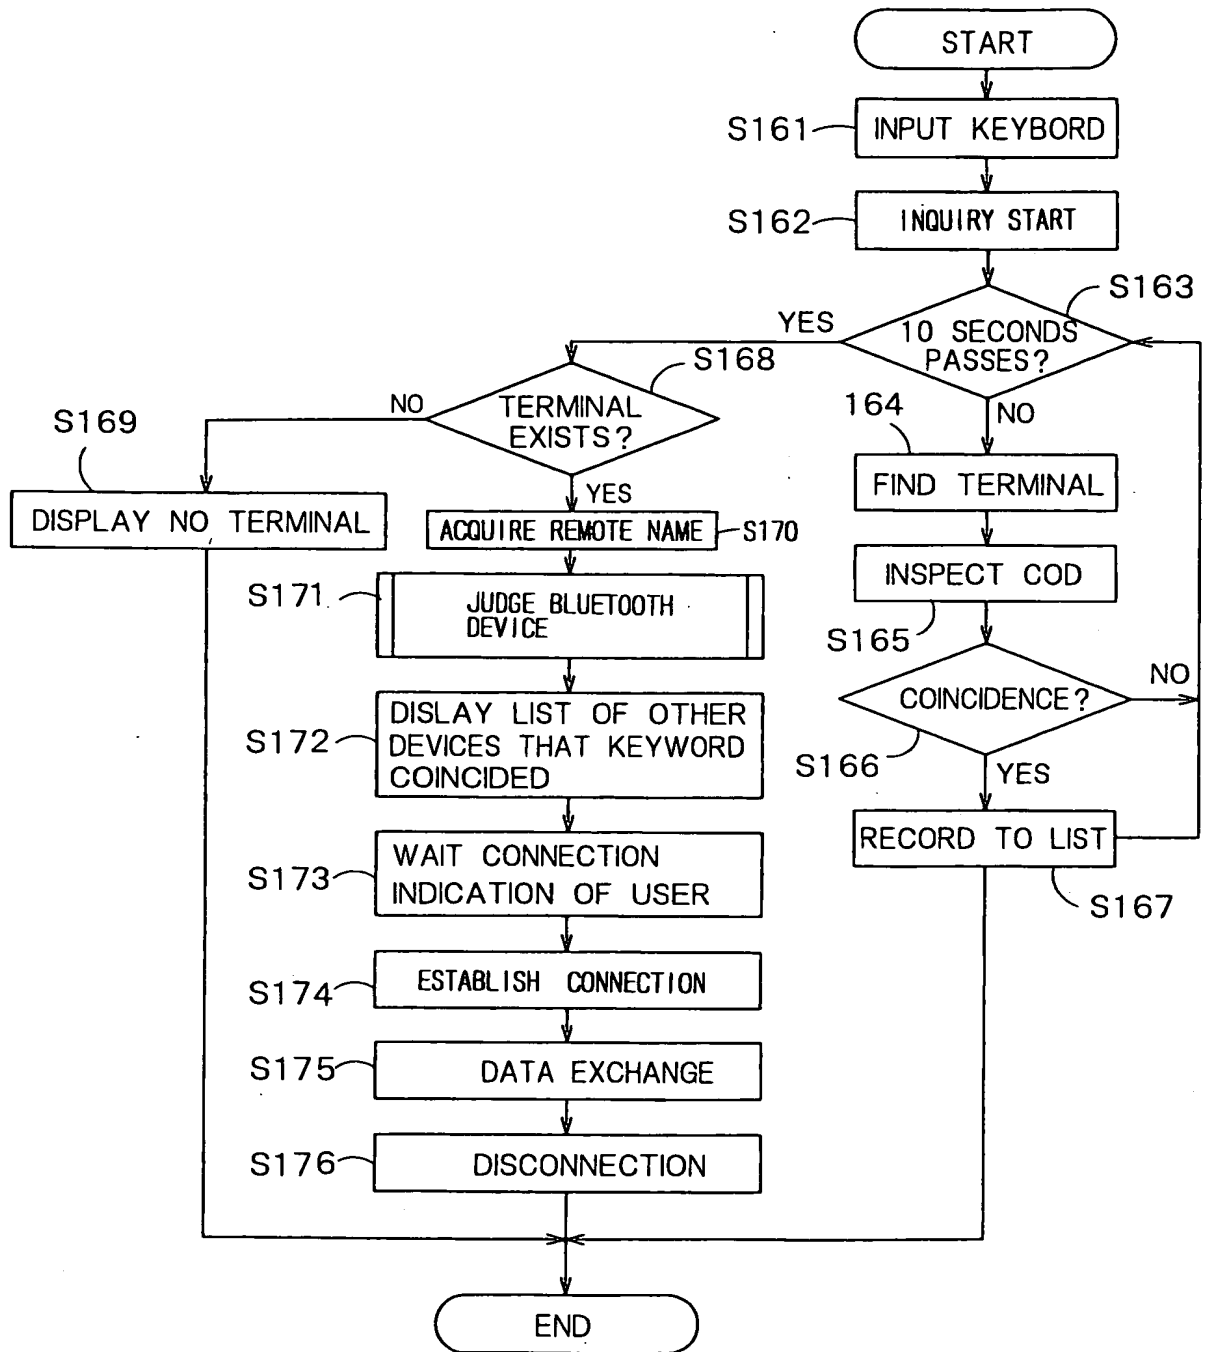 START
S161
INPUT KEYBORD
S162
INQUIRY START
S163
10 SECONDS
PASSES?
YES
NO
S168
TERMINAL
EXISTS?
NO
YES
S169
DISPLAY NO TERMINAL
164
FIND TERMINAL
ACQUIRE REMOTE NAME
S170
INSPECT COD
S165
S171
JUDGE BLUETOOTH
DEVICE
COINCIDENCE?
NO
S166
YES
S172
DISLAY LIST OF OTHER
DEVICES THAT KEYWORD
COINCIDED
RECORD TO LIST
S167
S173
WAIT CONNECTION
INDICATION OF USER
S174
ESTABLISH CONNECTION
S175
DATA EXCHANGE
S176
DISCONNECTION
END